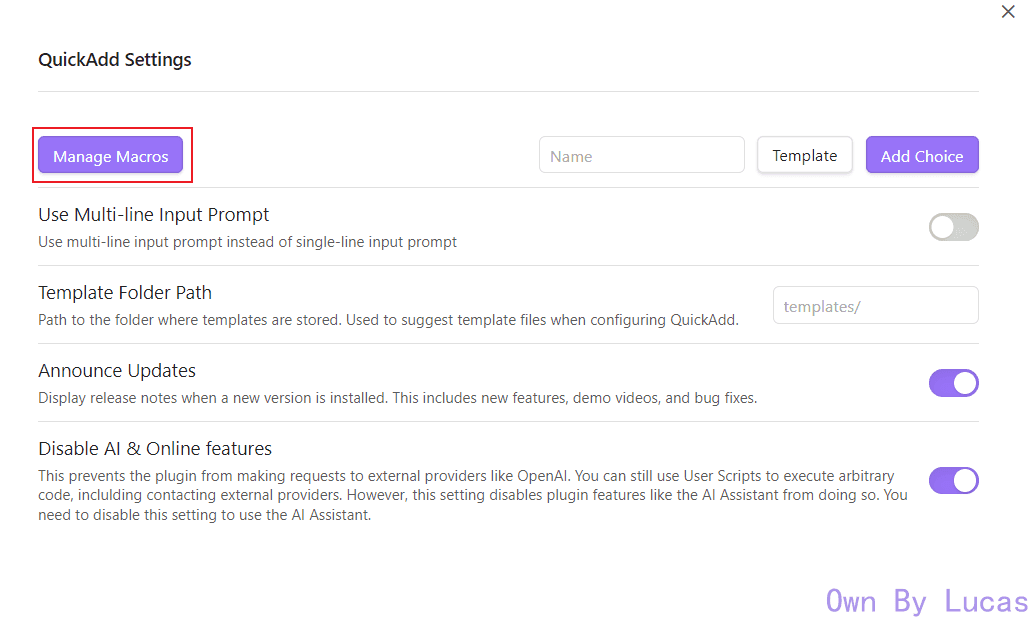 QuickAdd Settings
Manage Macros
Name
Template
Add Choice
Use Multi-line Input Prompt
Use multi-line input prompt instead of single-line input prompt
Template Folder Path
Path to the folder where templates are stored. Used to suggest template files when configuring QuickAdd.
templates/
Announce Updates
Display release notes when a new version is installed. This includes new features, demo videos, and bug fixes.
Disable AI & Online features
This prevents the plugin from making requests to external providers like OpenAI. You can still use User Scripts to execute arbitrary
code, inclulding contacting external providers. However, this setting disables plugin features like the AI Assistant from doing so. You
need to disable this setting to use the AI Assistant.
Own By Lucas